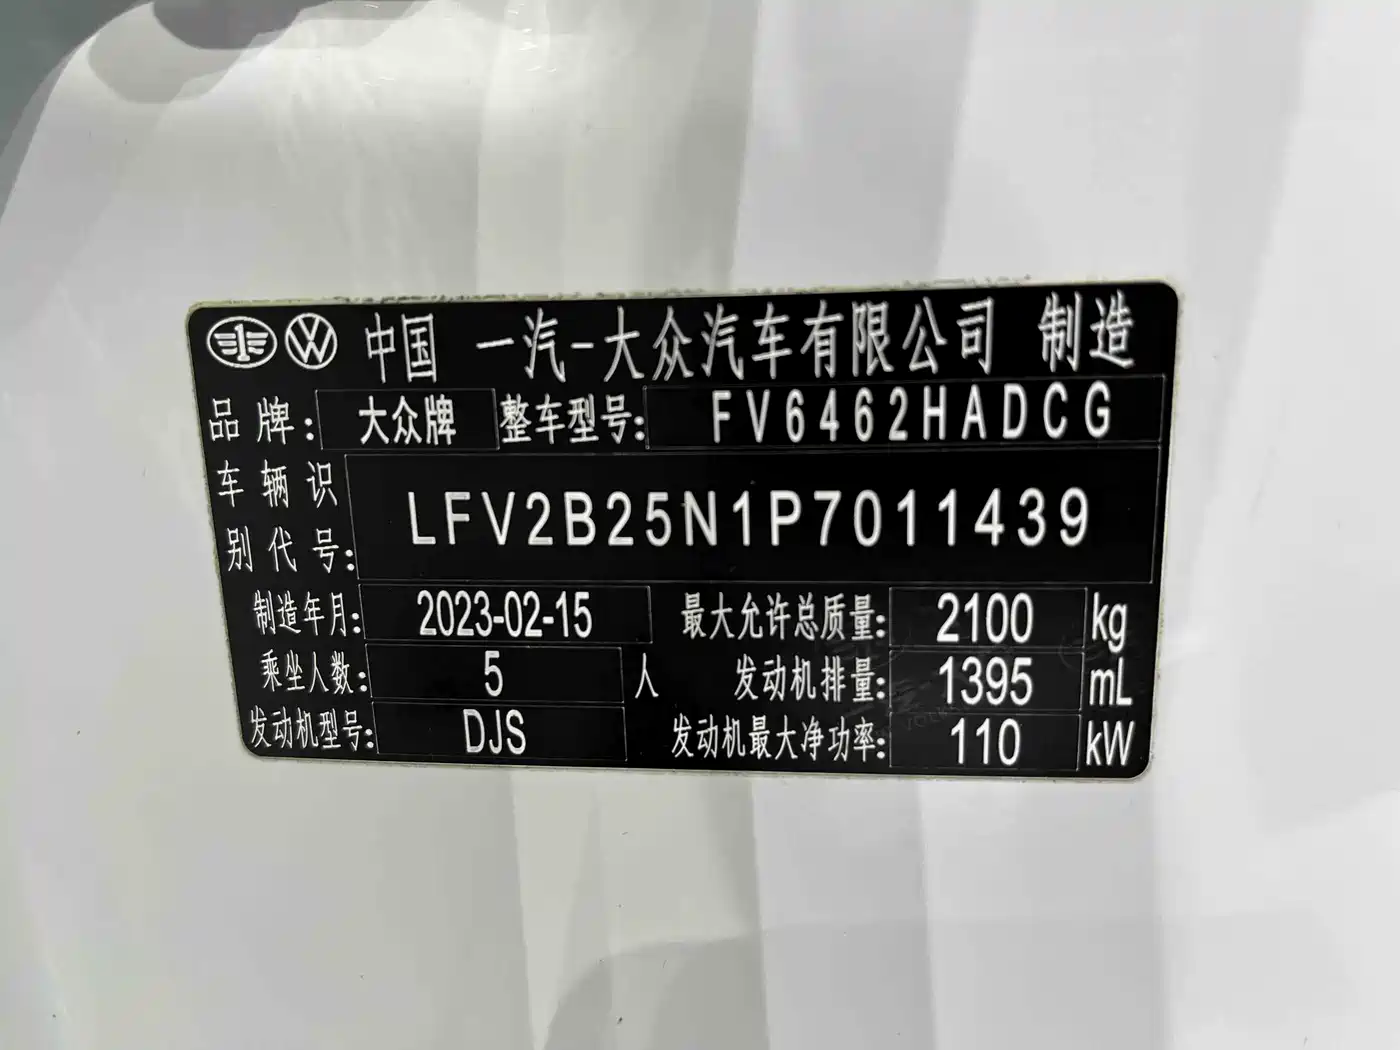 中国 一汽-大众汽车有限公司 制造
品牌: 大众牌 整车型号: FV6462HADCG
车辆识别代号: LFV2B25N1P7011439
制造年月: 2023-02-15 最大允许总质量: 2100 kg
乘坐人数: 5 人 发动机排量: 1395 mL
发动机型号: DJS 发动机最大净功率: 110 kW